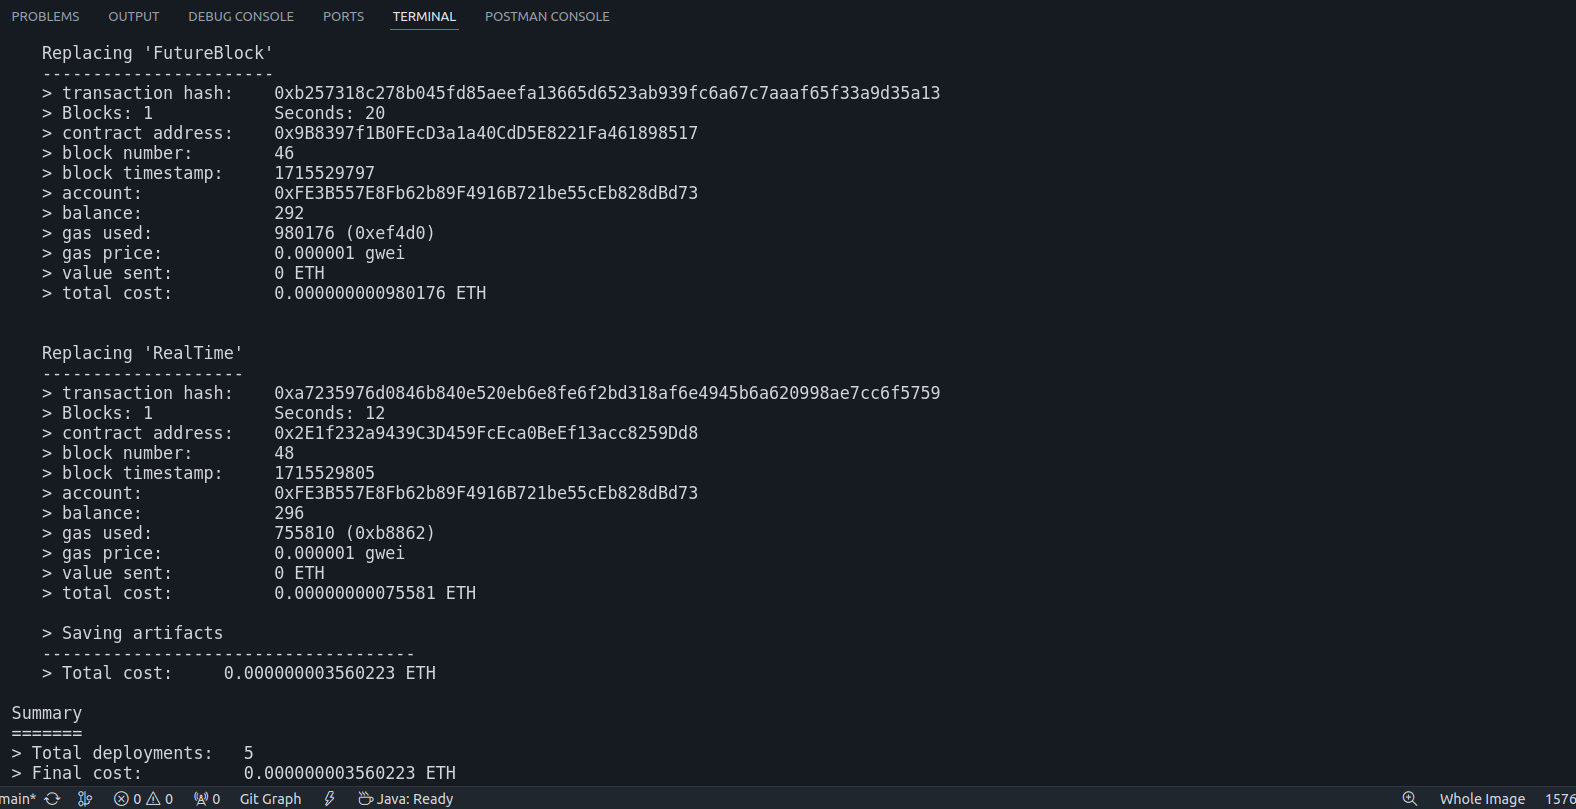 PROBLEMS OUTPUT DEBUG CONSOLE PORTS TERMINAL POSTMAN CONSOLE
Replacing 'FutureBlock'
-----------------------
> transaction hash: 0xb257318c278b045fd85aeefa13665d6523ab939fc6a67c7aaaf65f33a9d35a13
> Blocks: 1 Seconds: 20
> contract address: 0x9B8397f1B0FEcD3a1a40CdD5E8221Fa461898517
> block number: 46
> block timestamp: 1715529797
> account: 0xFE3B557E8Fb62b89F4916B721be55cEb828dBd73
> balance: 292
> gas used: 980176 (0xef4d0)
> gas price: 0.000001 gwei
> value sent: 0 ETH
> total cost: 0.000000000980176 ETH
Replacing 'RealTime'
--------------------
> transaction hash: 0xa7235976d0846b840e520eb6e8fe6f2bd318af6e4945b6a620998ae7cc6f5759
> Blocks: 1 Seconds: 12
> contract address: 0x2E1f232a9439C3D459FcEca0BeEf13acc8259Dd8
> block number: 48
> block timestamp: 1715529805
> account: 0xFE3B557E8Fb62b89F4916B721be55cEb828dBd73
> balance: 296
> gas used: 755810 (0xb8862)
> gas price: 0.000001 gwei
> value sent: 0 ETH
> total cost: 0.00000000075581 ETH
> Saving artifacts
-------------------------------------
> Total cost: 0.000000003560223 ETH
Summary
=======
> Total deployments: 5
> Final cost: 0.000000003560223 ETH
main* 0 0 0 Git Graph Java: Ready Whole Image 1576